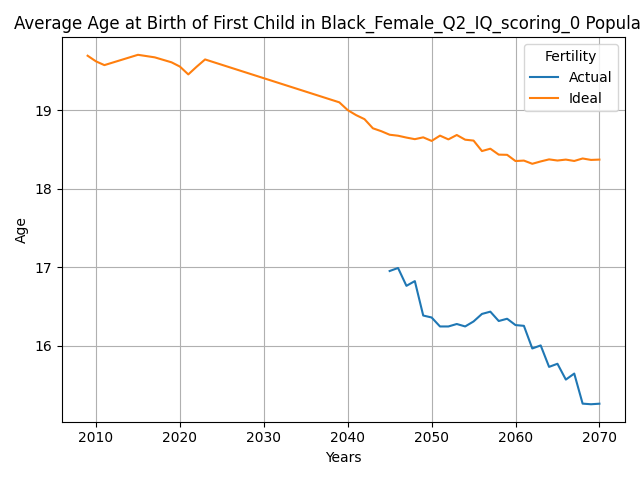 Average Age at Birth of First Child in Black_Female_Q2_IQ_scoring_0 Popula
Fertility
Actual
Ideal
19
18
17
16
Age
2010 2020 2030 2040 2050 2060 2070
Years